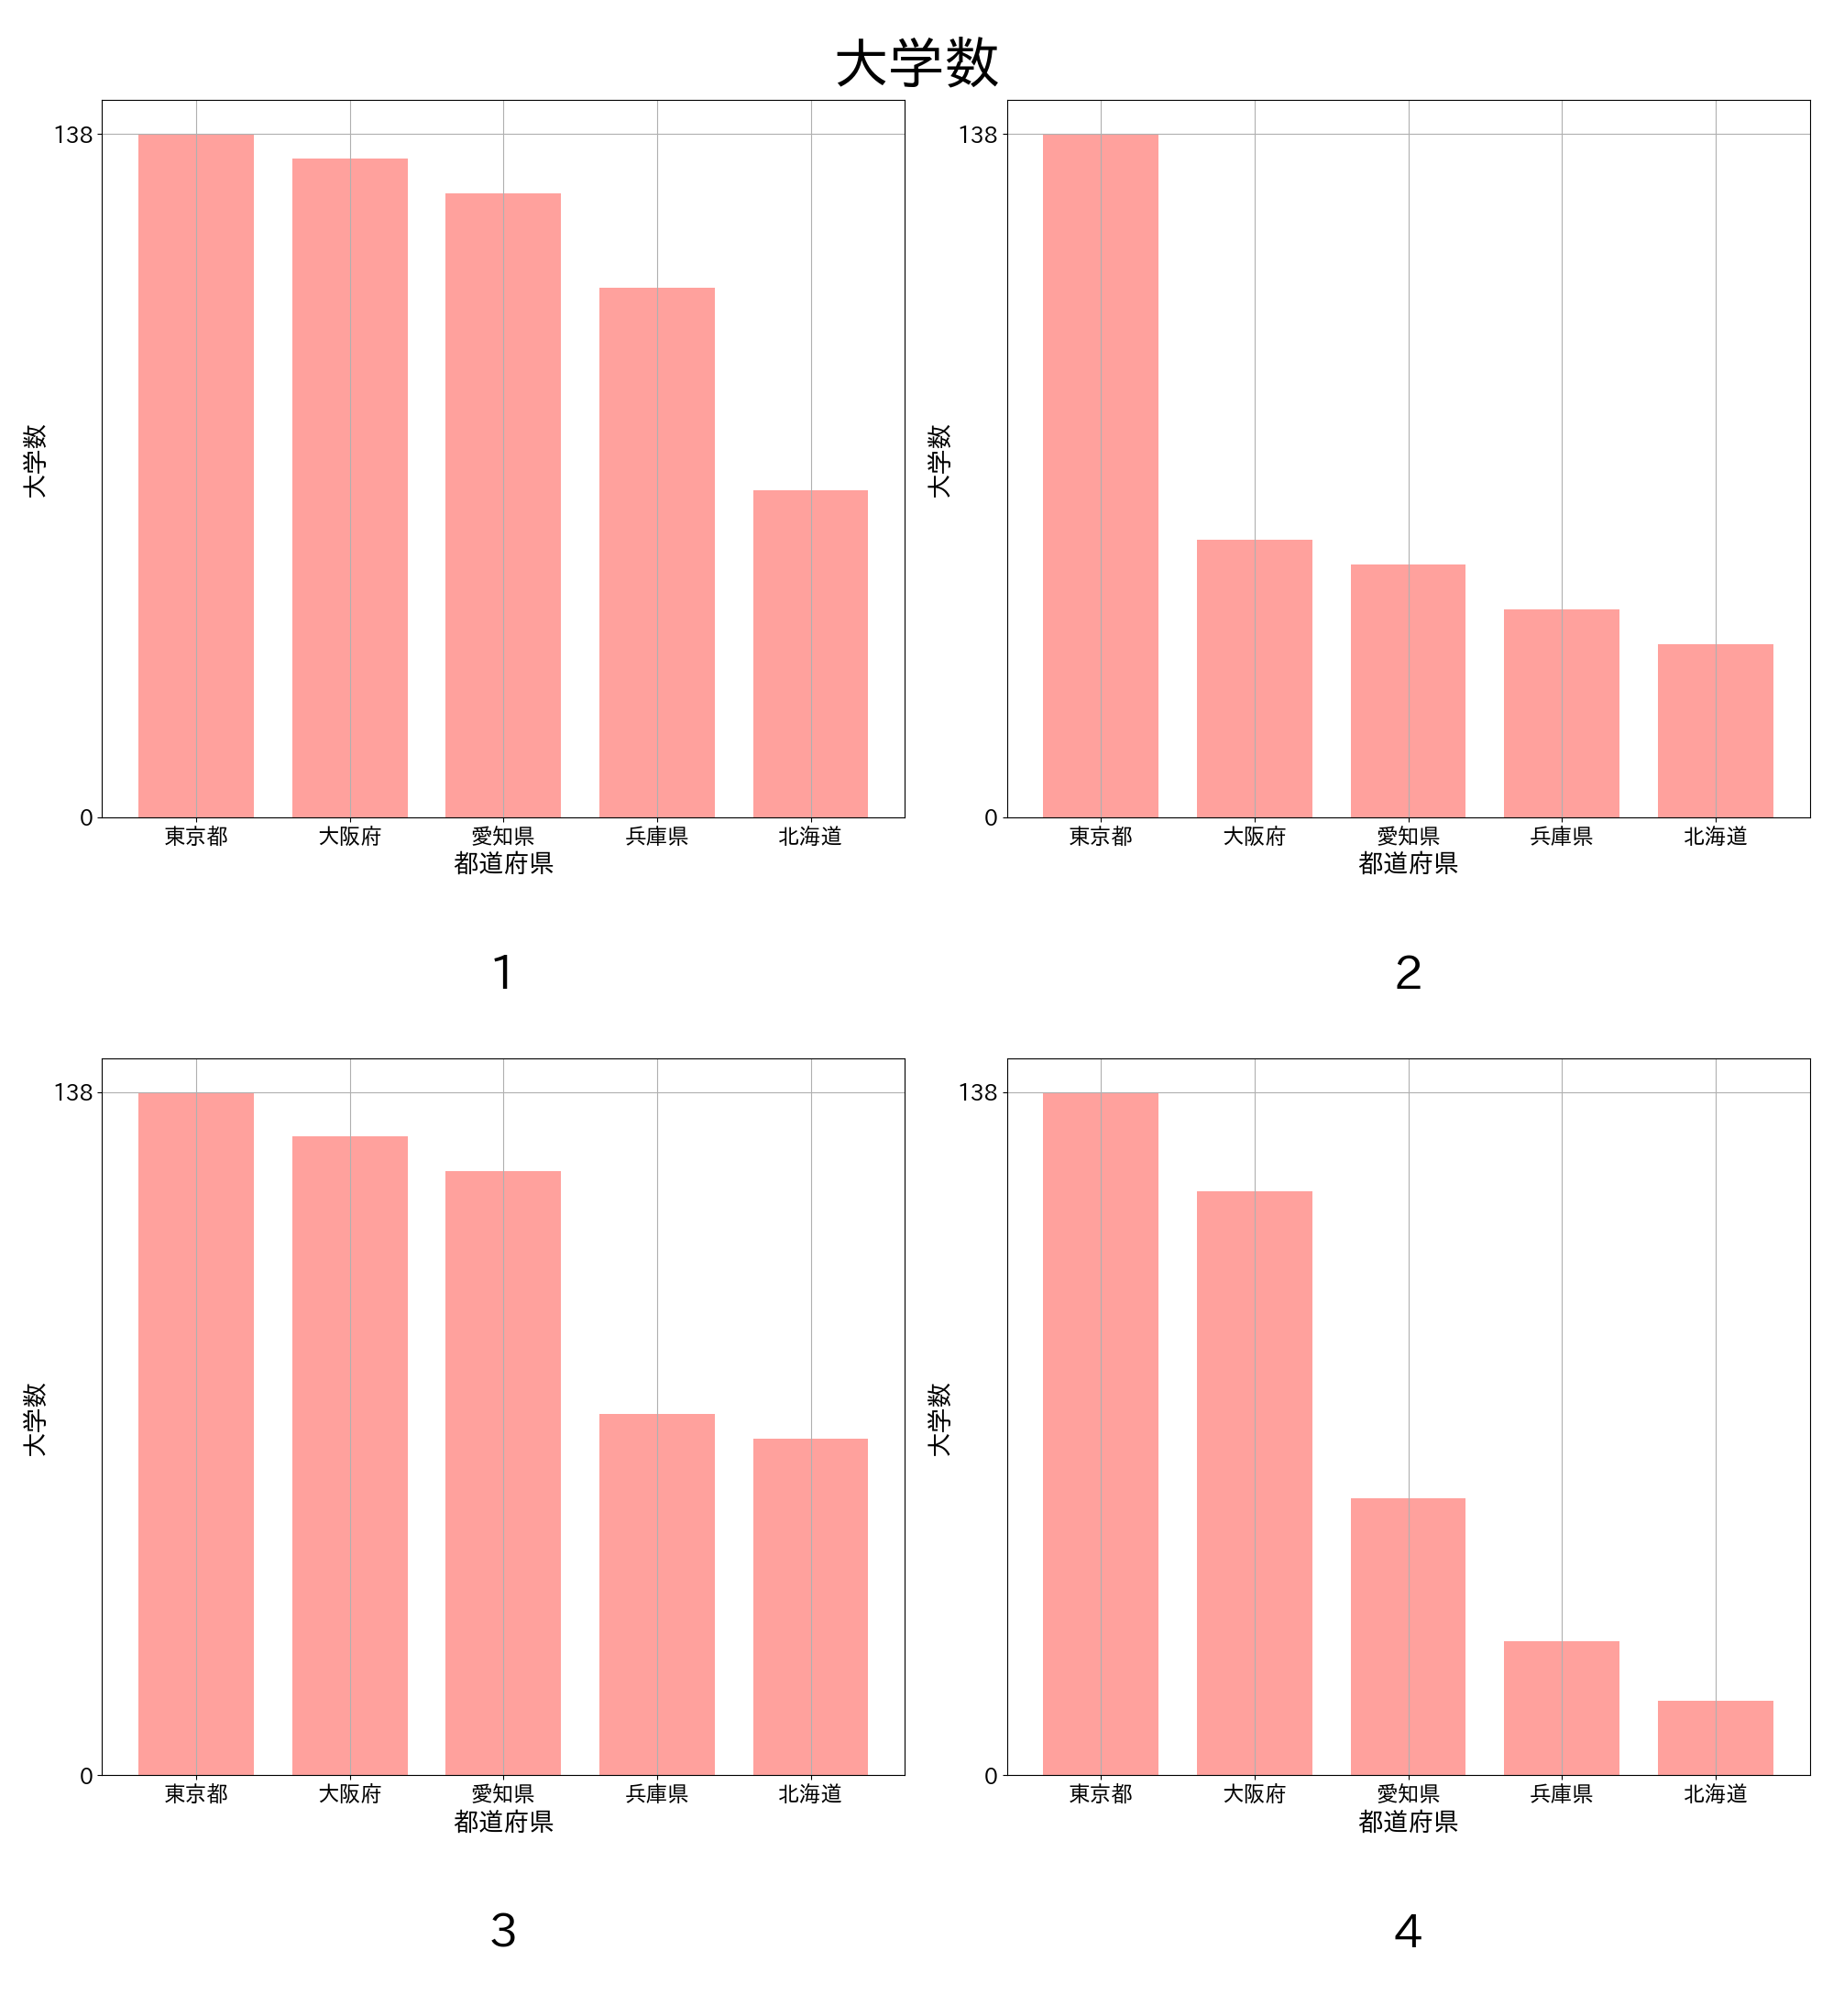 大学数
138
0
大学数
東京都 大阪府 愛知県 兵庫県 北海道
都道府県
1
138
0
大学数
東京都 大阪府 愛知県 兵庫県 北海道
都道府県
2
138
0
大学数
東京都 大阪府 愛知県 兵庫県 北海道
都道府県
3
138
0
大学数
東京都 大阪府 愛知県 兵庫県 北海道
都道府県
4